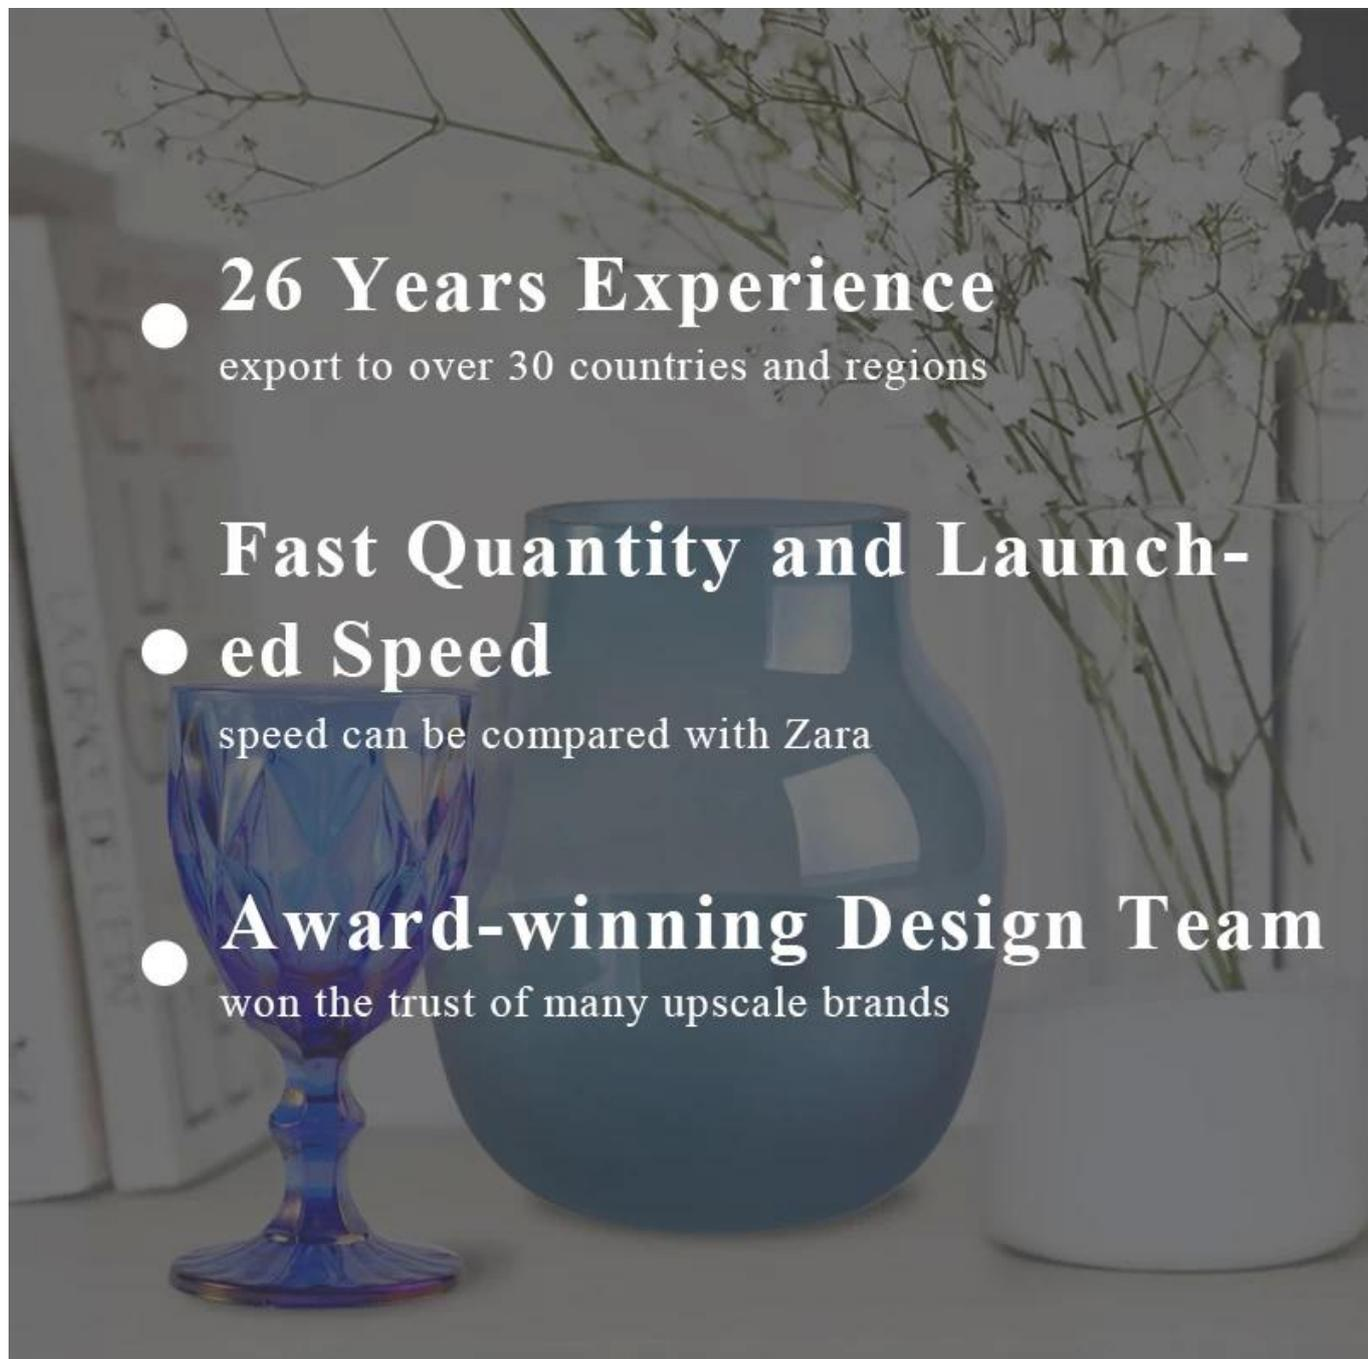 26 Years Experience
export to over 30 countries and regions
Fast Quantity and Launch-
ed Speed
speed can be compared with Zara
Award-winning Design Team
won the trust of many upscale brands